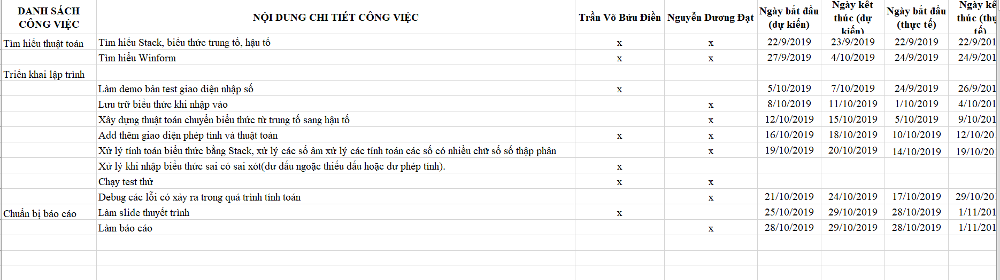 DANH SÁCH CÔNG VIỆC NỘI DUNG CHI TIẾT CÔNG VIỆC Trần Võ Bửu Điền Nguyễn Dương Đạt Ngày bắt đầu (dự kiến) Ngày kết thúc (dự kiến) Ngày bắt đầu (thực tế) Ngày kế thúc (thự tế)
Tìm hiểu thuật toán Tìm hiểu Stack, biểu thức trung tố, hậu tố x x 22/9/2019 23/9/2019 22/9/2019 22/9/201
Tìm hiểu Winform x x 27/9/2019 4/10/2019 24/9/2019 24/9/201
Triển khai lập trình
Làm demo bản test giao diện nhập số x 5/10/2019 7/10/2019 24/9/2019 26/9/201
Lưu trữ biểu thức khi nhập vào x 8/10/2019 11/10/2019 1/10/2019 4/10/201
Xây dựng thuật toán chuyển biểu thức từ trung tố sang hậu tố x 12/10/2019 15/10/2019 5/10/2019 9/10/201
Add thêm giao diện phép tính và thuật toán x x 16/10/2019 18/10/2019 10/10/2019 12/10/201
Xử lý tính toán biểu thức bằng Stack, xử lý các số âm xử lý các tính toán các số có nhiều chữ số số thập phân x 19/10/2019 20/10/2019 14/10/2019 19/10/201
Xử lý khi nhập biểu thức sai có sai xót(dư dấu ngoặc thiếu dấu hoặc dư phép tính). x
Chạy test thử x x
Debug các lỗi có xảy ra trong quá trình tính toán x 21/10/2019 24/10/2019 17/10/2019 29/10/201
Chuẩn bị báo cáo Làm slide thuyết trình x 25/10/2019 29/10/2019 28/10/2019 1/11/201
Làm báo cáo x 28/10/2019 29/10/2019 28/10/2019 1/11/201